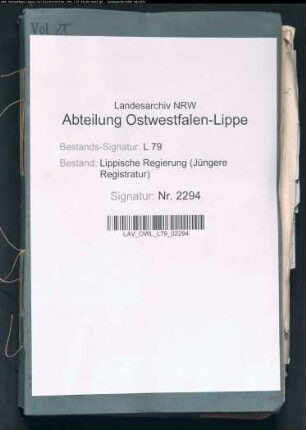 Vol. IX
Landesarchiv NRW
Abteilung Ostwestfalen-Lippe
Bestands-Signatur: L 79
Bestand: Lippische Regierung (Jüngere
Registratur)
Signatur: Nr. 2294
LAV_OWL_L79_02294